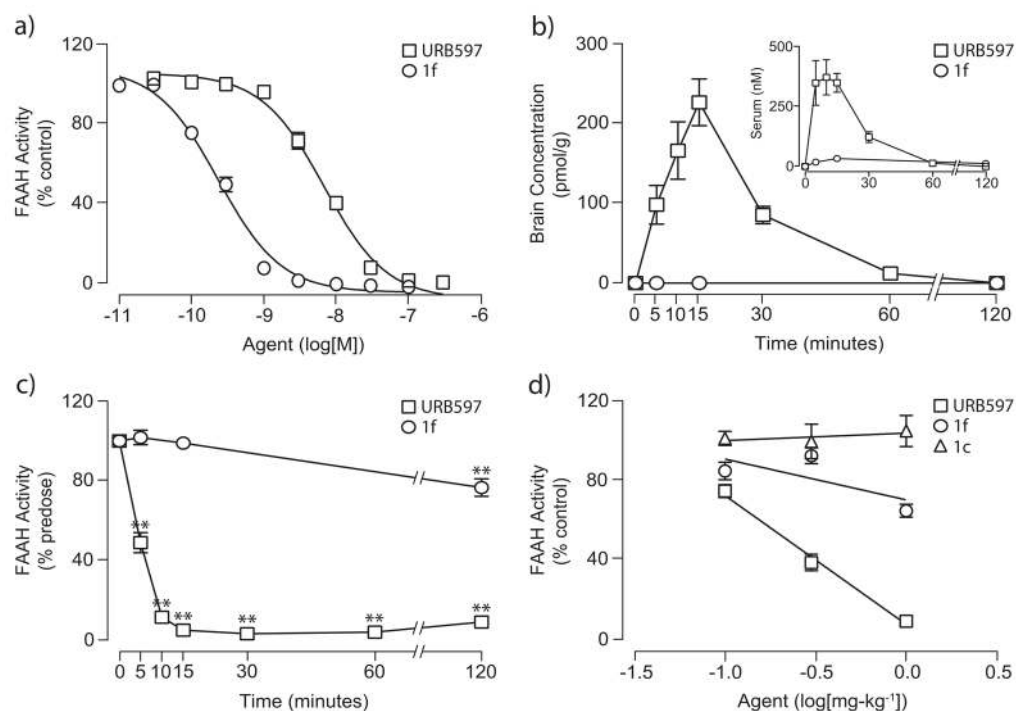 a)
120
80
40
0
FAAH Activity
(% control)
URB597
1f
-11
-10
-9
-8
-7
-6
Agent (log[M])
b)
300
200
100
0
Brain Concentration
(pmol/g)
URB597
1f
500
250
0
Serum (nM)
0
30
60
120
0
5
10
15
30
60
120
Time (minutes)
c)
120
80
40
0
FAAH Activity
(% predose)
URB597
1f
**
**
**
**
**
**
**
0
5
10
15
30
60
120
Time (minutes)
d)
120
80
40
0
FAAH Activity
(% control)
URB597
1f
1c
-1.5
-1.0
-0.5
0.0
0.5
Agent (log[mg-kg⁻¹])